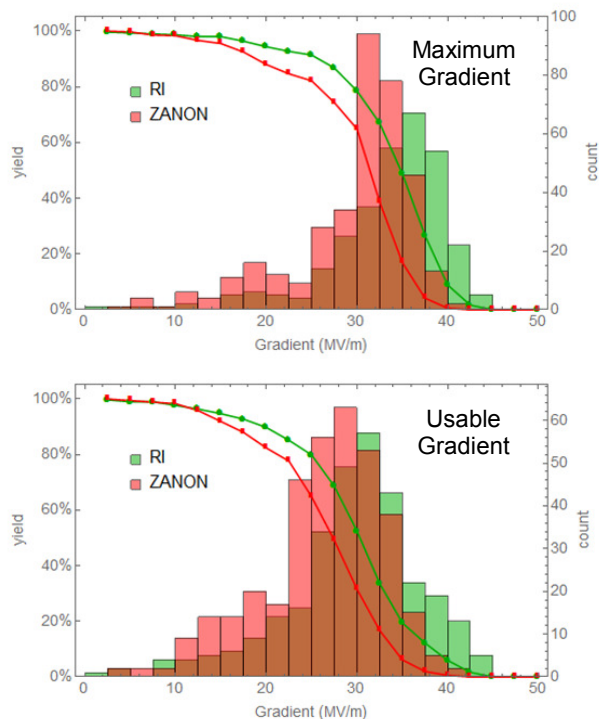 100%
80%
60%
40%
20%
0%
yield
RI
ZANON
Maximum
Gradient
100
80
60
40
20
0
count
0 10 20 30 40 50
Gradient (MV/m)
100%
80%
60%
40%
20%
0%
yield
RI
ZANON
Usable
Gradient
60
50
40
30
20
10
0
count
0 10 20 30 40 50
Gradient (MV/m)